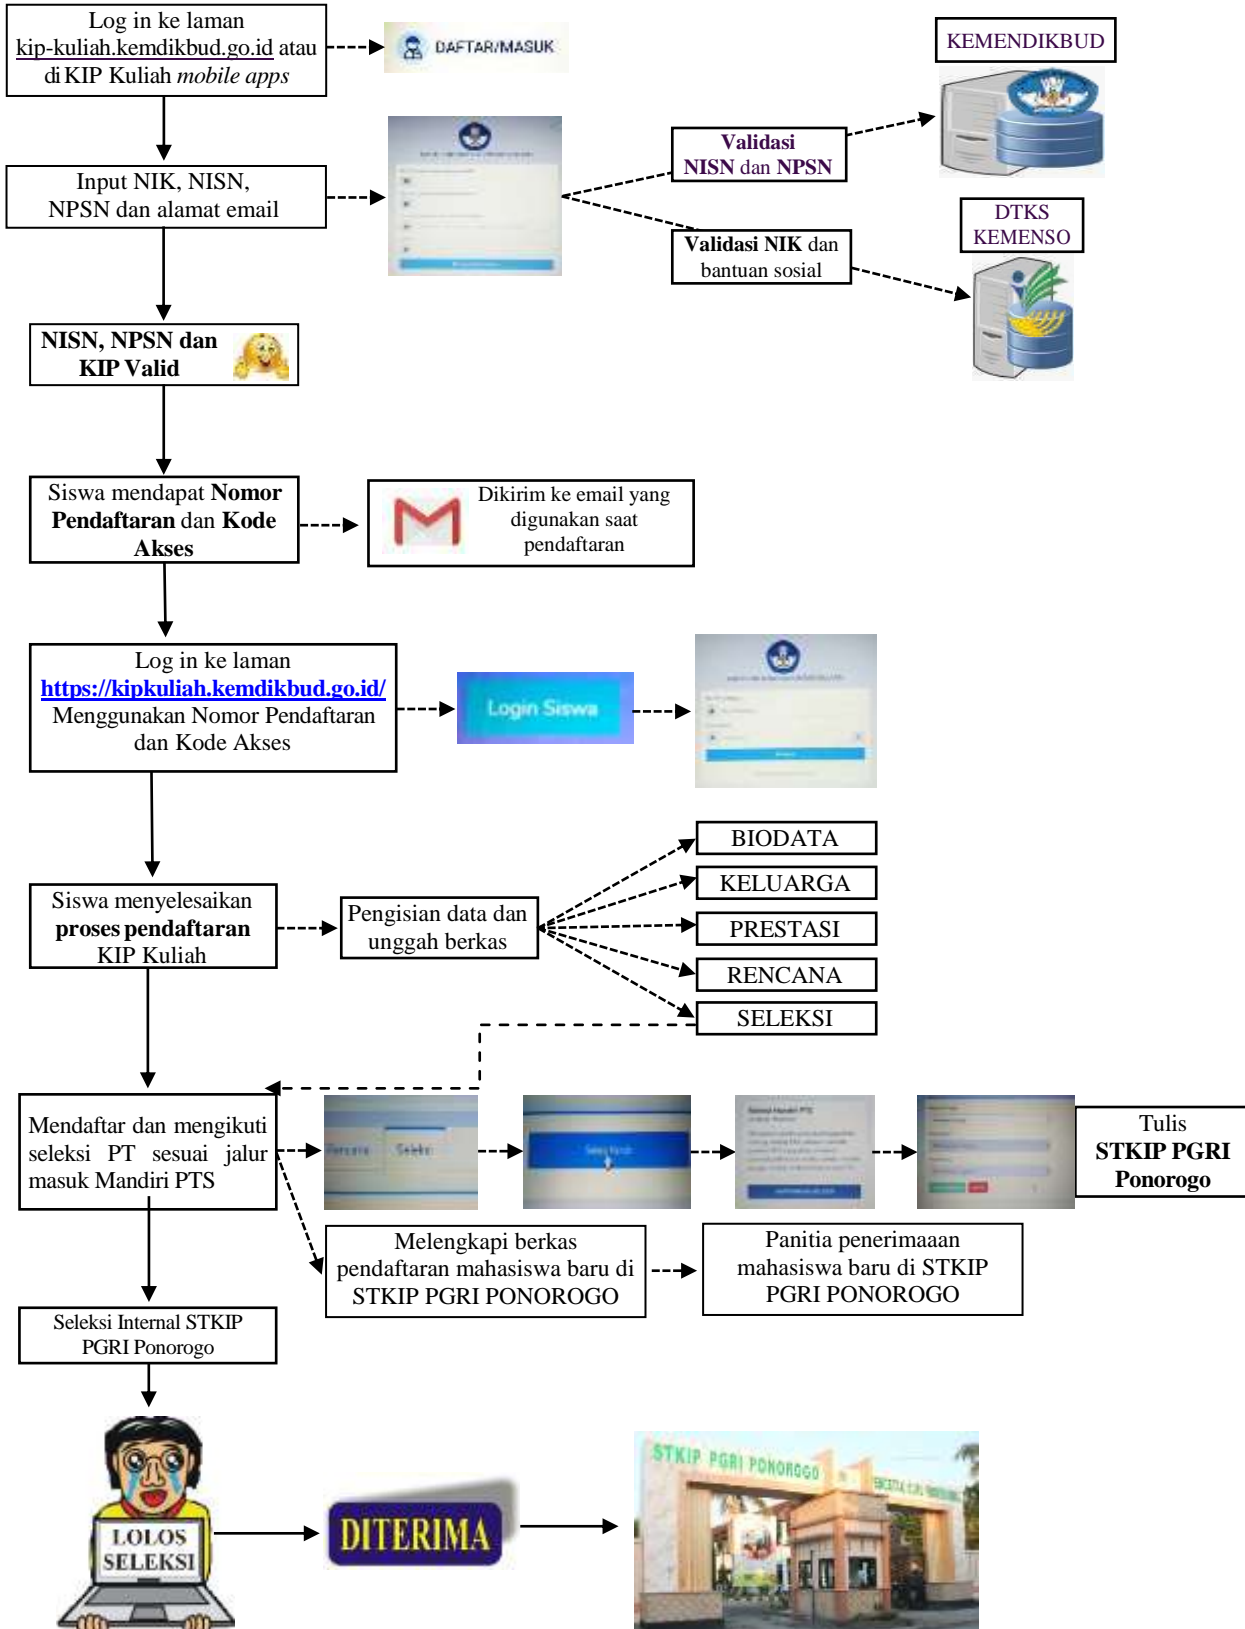 Log in ke laman
kip-kuliah.kemdikbud.go.id atau
di KIP Kuliah mobile apps
DAFTAR/MASUK
KEMENDIKBUD
Input NIK, NISN,
NPSN dan alamat email
Validasi
NISN dan NPSN
Validasi NIK dan
bantuan sosial
DTKS
KEMENSO
NISN, NPSN dan
KIP Valid
Siswa mendapat Nomor
Pendaftaran dan Kode
Akses
Dikirim ke email yang
digunakan saat
pendaftaran
Log in ke laman
https://kipkuliah.kemdikbud.go.id/
Menggunakan Nomor Pendaftaran
dan Kode Akses
Login Siswa
Siswa menyelesaikan
proses pendaftaran
KIP Kuliah
Pengisian data dan
unggah berkas
BIODATA
KELUARGA
PRESTASI
RENCANA
SELEKSI
Mendaftar dan mengikuti
seleksi PT sesuai jalur
masuk Mandiri PTS
Rencana
Seleksi
Seleksi Mandiri PTS
Tulis
STKIP PGRI
Ponorogo
Melengkapi berkas
pendaftaran mahasiswa baru di
STKIP PGRI PONOROGO
Panitia penerimaaan
mahasiswa baru di STKIP
PGRI PONOROGO
Seleksi Internal STKIP
PGRI Ponorogo
LOLOS
SELEKSI
DITERIMA
STKIP PGRI PONOROGO